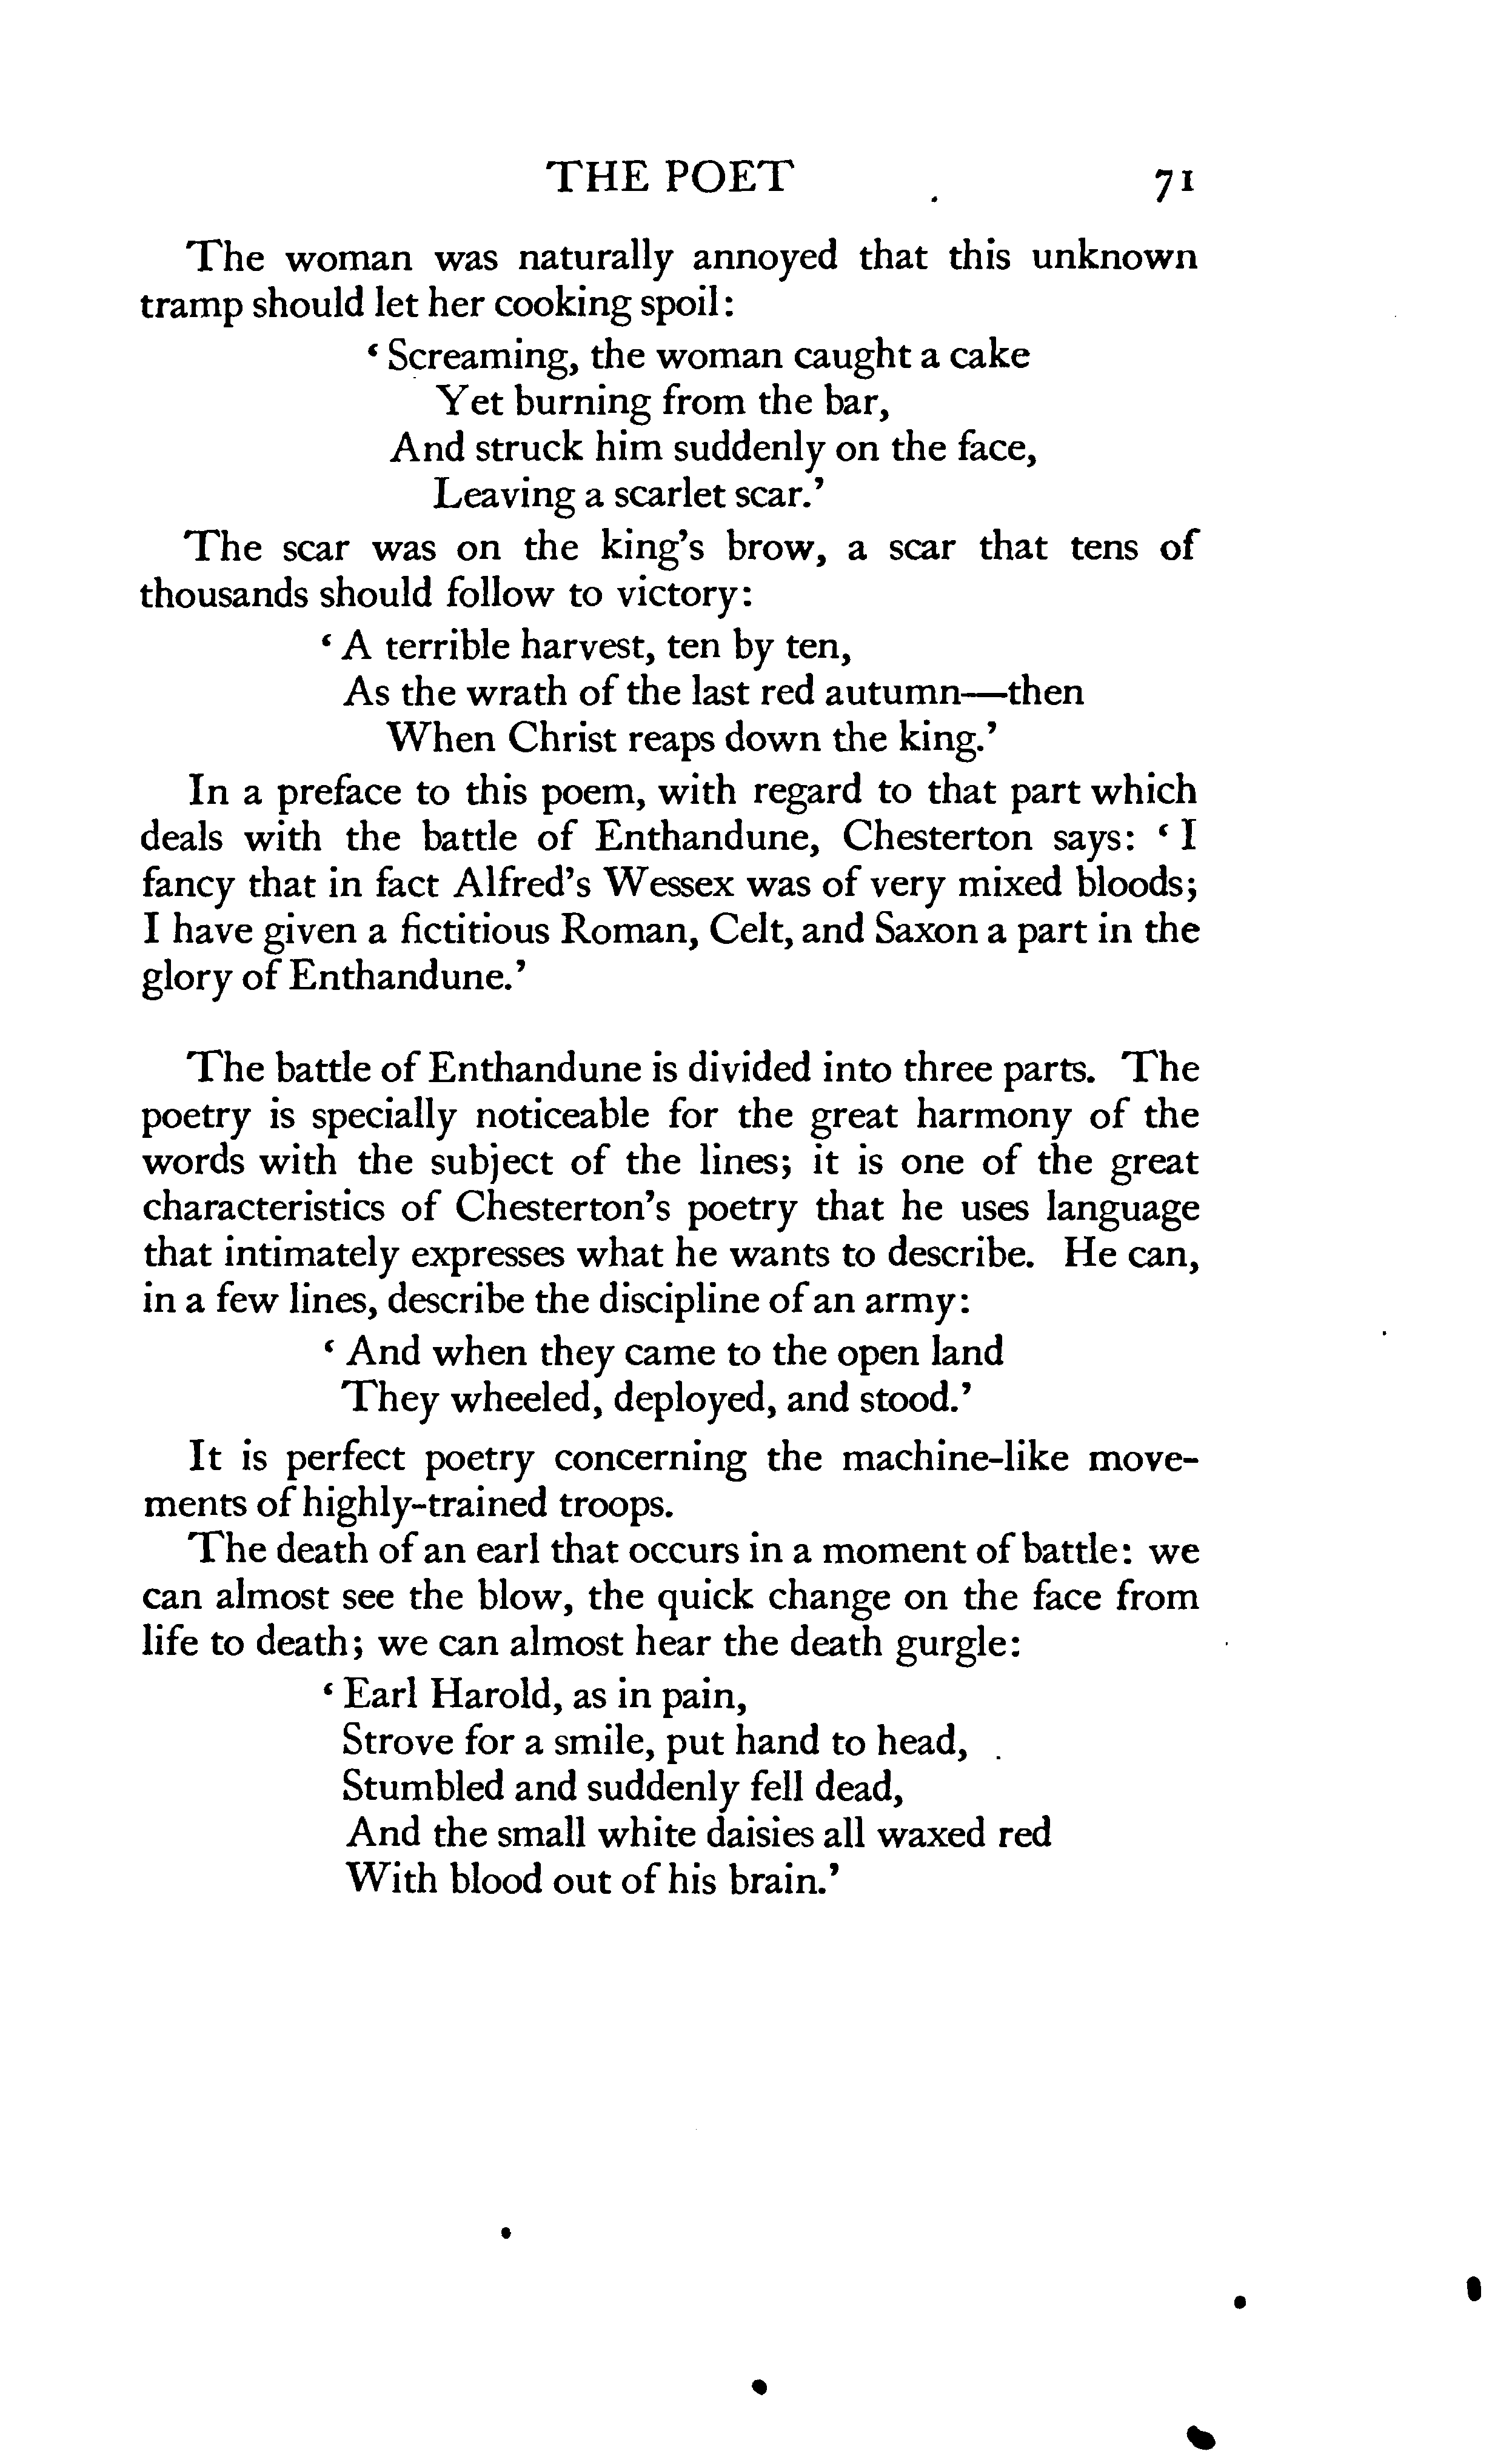 THE POET 71
The woman was naturally annoyed that this unknown
tramp should let her cooking spoil:
‘ Screaming, the woman caught a cake
Yet burning from the bar,
And struck him suddenly on the face,
Leaving a scarlet scar.’
The scar was on the king’s brow, a scar that tens of
thousands should follow to victory:
‘ A terrible harvest, ten by ten,
As the wrath of the last red autumn—then
When Christ reaps down the king.’
In a preface to this poem, with regard to that part which
deals with the battle of Enthandune, Chesterton says: ‘ I
fancy that in fact Alfred’s Wessex was of very mixed bloods;
I have given a fictitious Roman, Celt, and Saxon a part in the
glory of Enthandune.’
The battle of Enthandune is divided into three parts. The
poetry is specially noticeable for the great harmony of the
words with the subject of the lines; it is one of the great
characteristics of Chesterton’s poetry that he uses language
that intimately expresses what he wants to describe. He can,
in a few lines, describe the discipline of an army:
‘ And when they came to the open land
They wheeled, deployed, and stood.’
It is perfect poetry concerning the machine-like move-
ments of highly-trained troops.
The death of an earl that occurs in a moment of battle: we
can almost see the blow, the quick change on the face from
life to death; we can almost hear the death gurgle:
‘ Earl Harold, as in pain,
Strove for a smile, put hand to head,
Stumbled and suddenly fell dead,
And the small white daisies all waxed red
With blood out of his brain.’